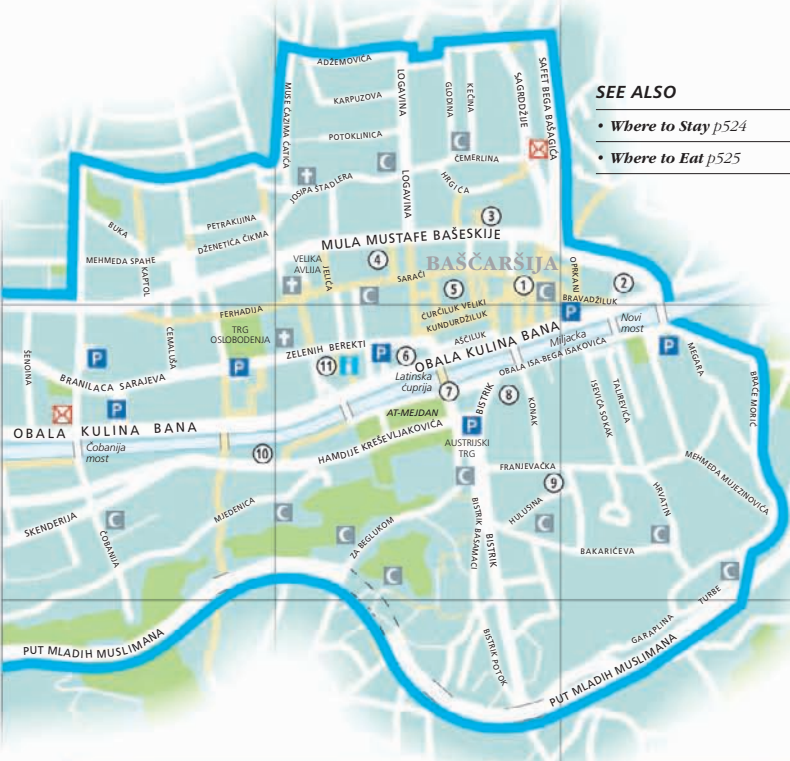 SEE ALSO
• Where to Stay p524
• Where to Eat p525
ADŽEMOVIĆA
KARPUZOVA
POTOKLINICA
MUSE ĆAZIMA ĆATIĆA
LOGAVINA
GLOĐINA
KEČINA
SAGRDDŽIJE
SAFET BEGA BAŠAGIĆA
ČEMERLINA
JOSIPA ŠTADLERA
LOGAVINA
HRGIĆA
BUKA
PETRAKIJINA
DŽENETIĆA ČIKMA
MULA MUSTAFE BAŠESKIJE
3
MEHMEDA SPAHE
KAPTOL
VELIKA
AVLIJA
JELIĆA
4
SARAČI
BAŠČARŠIJA
5
1
OPRKANJ
2
BRAVADŽILUK
FERHADIJA
ĆURČILUK VELIKI
KUNDURDŽILUK
AŠČILUK
TRG
OSLOBOĐENJA
ČEMALUŠA
ZELENIH BERETKI
11
i
P
6
OBALA KULINA BANA
Miljacka
Novi
most
P
P
ŠENOINA
P
BRANILACA SARAJEVA
P
P
Latinska
ćuprija
7
OBALA ISA-BEGA ISAKOVIĆA
8
BISTRIK
KONAK
ISEVIĆA SOKAK
TALIREVIĆA
MEGARA
BRAĆE MORIĆ
OBALA KULINA BANA
Čobanija
most
10
AT-MEJDAN
HAMDIJE KREŠEVLJAKOVIĆA
P
AUSTRIJSKI
TRG
FRANJEVAČKA
9
HULUSINA
HRVATIN
MEHMEDA MUJEZINOVIĆA
SKENDERIJA
ČOBANIJA
MJEDENICA
ZA BEGLUKOM
BISTRIK BASAMACI
BISTRIK
BAKARIĆEVA
TURBE
GARAPLINA
BISTRIK POTOK
PUT MLADIH MUSLIMANA
PUT MLADIH MUSLIMANA